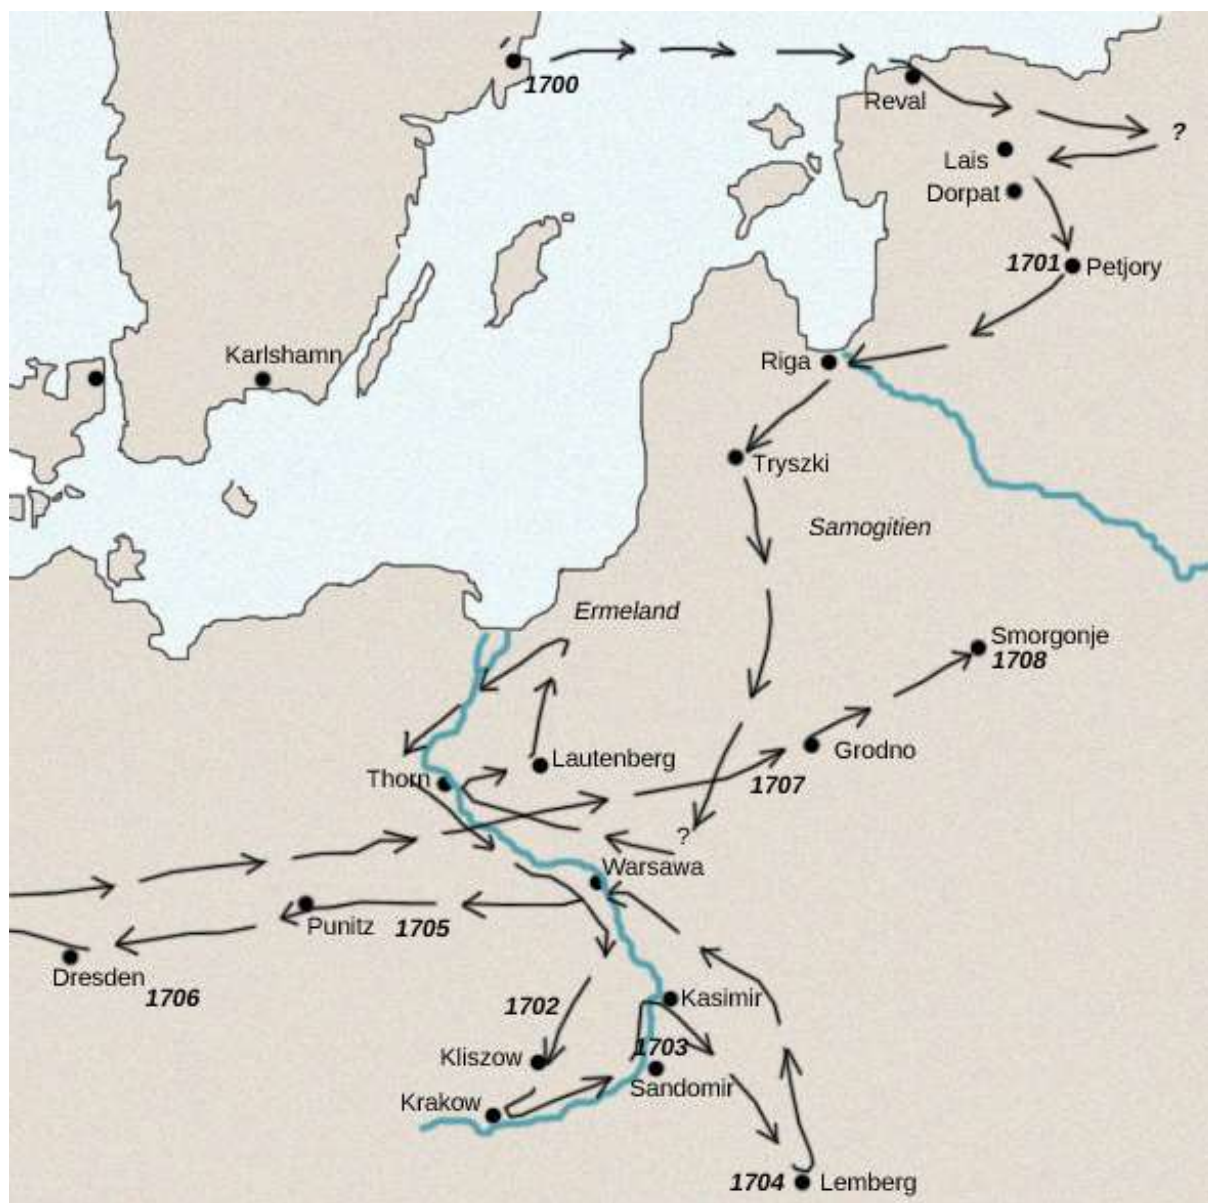 1700
Reval
?
Lais
Dorpat
1701
Petjory
Karlshamn
Riga
Tryszki
Samogitien
Ermeland
Smorgonje
1708
Grodno
Lautenberg
Thorn
1707
?
Warsawa
Punitz
1705
Dresden
1706
Kasimir
1702
1703
Kliszow
Sandomir
Krakow
1704
Lemberg